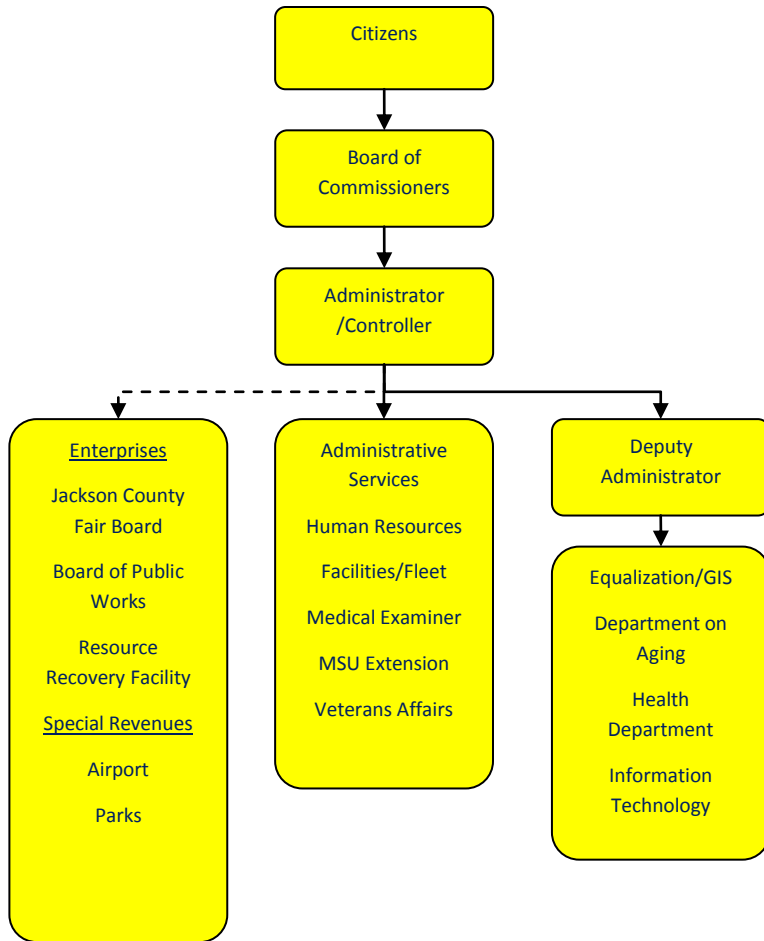 Citizens
Board of
Commissioners
Administrator
/Controller
Enterprises
Jackson County
Fair Board
Board of Public
Works
Resource
Recovery Facility
Special Revenues
Airport
Parks
Administrative
Services
Human Resources
Facilities/Fleet
Medical Examiner
MSU Extension
Veterans Affairs
Deputy
Administrator
Equalization/GIS
Department on
Aging
Health
Department
Information
Technology